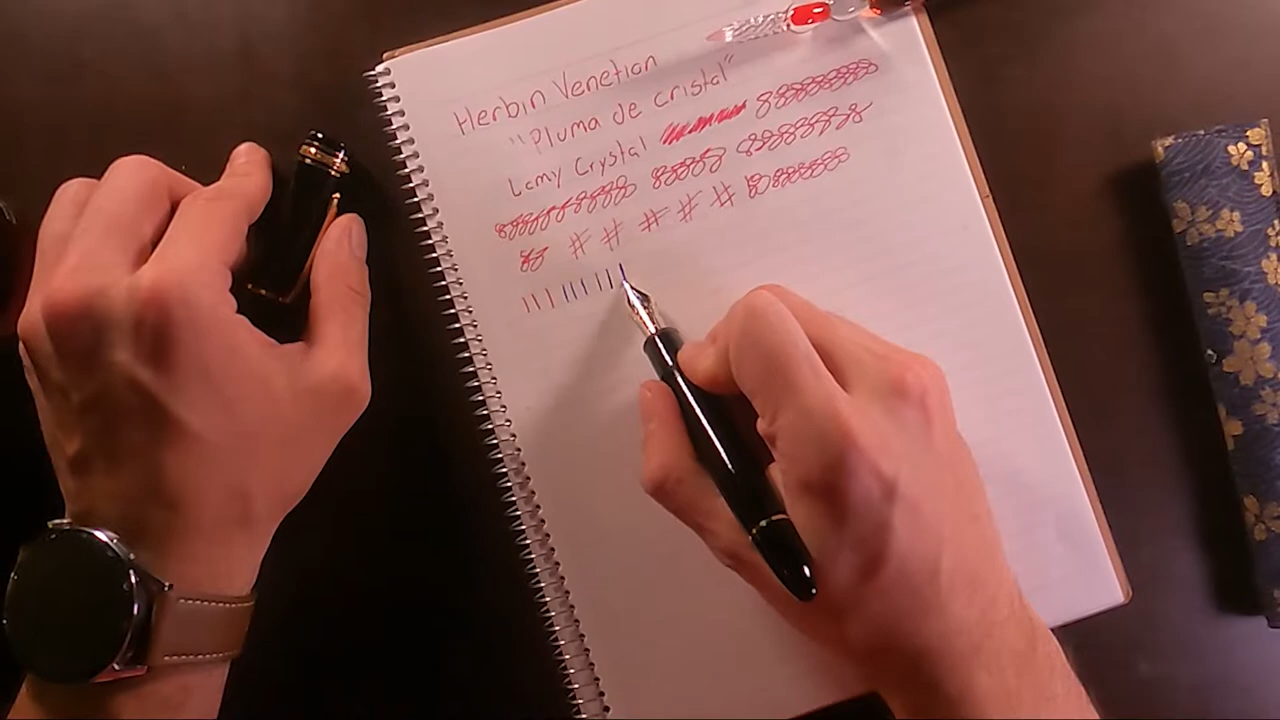 Herbin Venetian
"Pluma de cristal"
Lamy Crystal
# # # # #